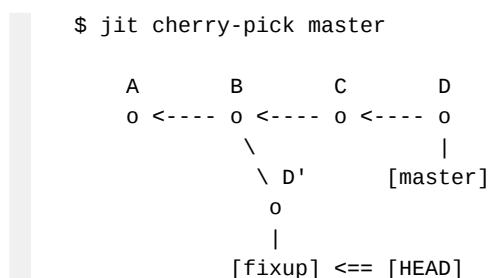 $ jit cherry-pick master
A B C D
o <---- o <---- o <---- o
\ |
\ D' [master]
o
|
[fixup] <== [HEAD]